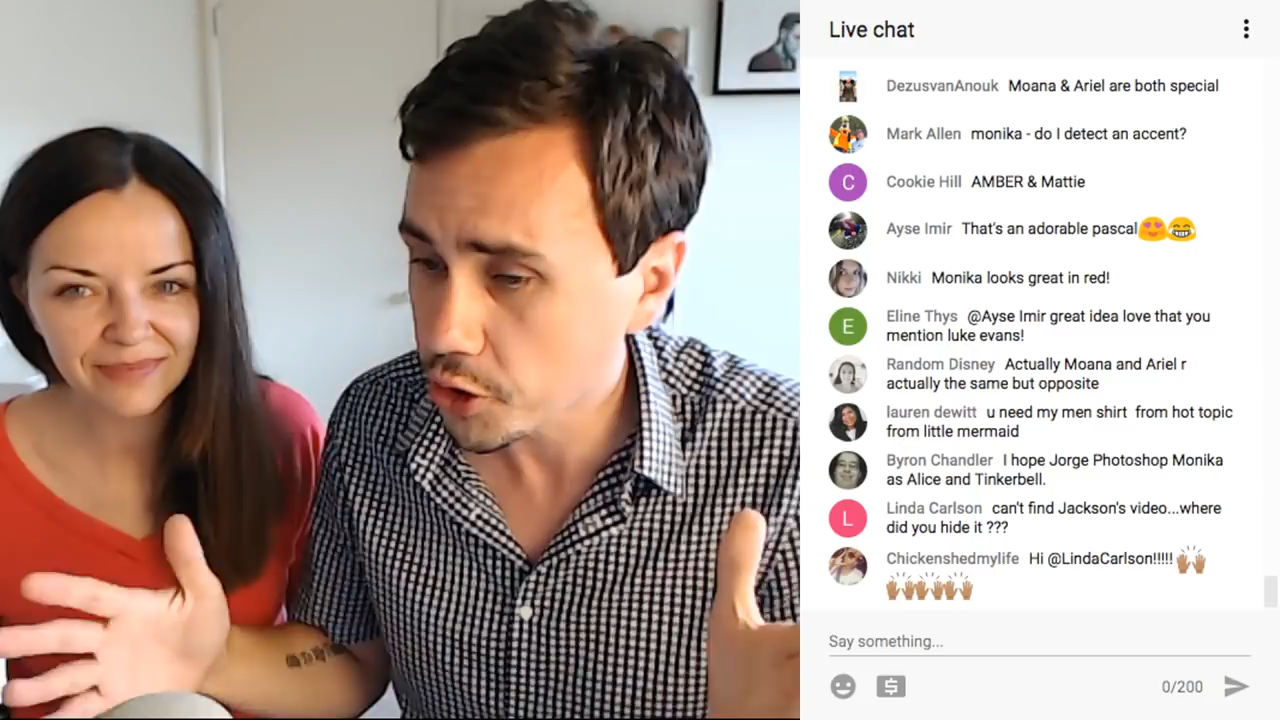 Live chat
DezusvanAnouk Moana & Ariel are both special
Mark Allen monika - do I detect an accent?
C
Cookie Hill AMBER & Mattie
Ayse Imir That's an adorable pascal😍😂
Nikki Monika looks great in red!
E
Eline Thys @Ayse Imir great idea love that you
mention luke evans!
Random Disney Actually Moana and Ariel r
actually the same but opposite
lauren dewitt u need my men shirt from hot topic
from little mermaid
Byron Chandler I hope Jorge Photoshop Monika
as Alice and Tinkerbell.
L
Linda Carlson can't find Jackson's video...where
did you hide it ???
Chickenshedmylife Hi @LindaCarlson!!!!! 🙌🏽
🙌🏽🙌🏽🙌🏽🙌🏽
Say something...
$
0/200